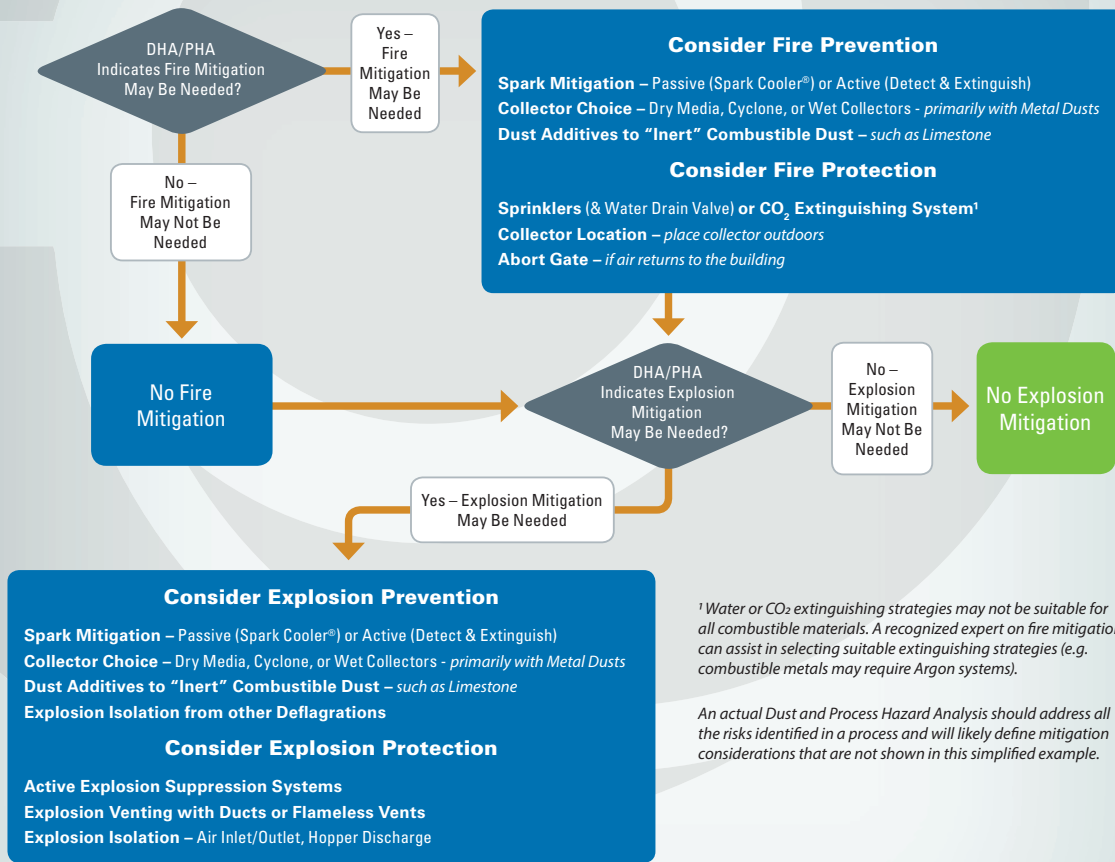 DHA/PHA
Indicates Fire Mitigation
May Be Needed?
Yes –
Fire
Mitigation
May Be
Needed
Consider Fire Prevention
Spark Mitigation – Passive (Spark Cooler®) or Active (Detect & Extinguish)
Collector Choice – Dry Media, Cyclone, or Wet Collectors - primarily with Metal Dusts
Dust Additives to “Inert” Combustible Dust – such as Limestone
Consider Fire Protection
Sprinklers (& Water Drain Valve) or CO₂ Extinguishing System¹
Collector Location – place collector outdoors
Abort Gate – if air returns to the building
No –
Fire Mitigation
May Not Be
Needed
No Fire
Mitigation
DHA/PHA
Indicates Explosion
Mitigation
May Be Needed?
No –
Explosion
Mitigation
May Not Be
Needed
No Explosion
Mitigation
Yes – Explosion Mitigation
May Be Needed
Consider Explosion Prevention
Spark Mitigation – Passive (Spark Cooler®) or Active (Detect & Extinguish)
Collector Choice – Dry Media, Cyclone, or Wet Collectors - primarily with Metal Dusts
Dust Additives to “Inert” Combustible Dust – such as Limestone
Explosion Isolation from other Deflagrations
Consider Explosion Protection
Active Explosion Suppression Systems
Explosion Venting with Ducts or Flameless Vents
Explosion Isolation – Air Inlet/Outlet, Hopper Discharge
¹ Water or CO₂ extinguishing strategies may not be suitable for
all combustible materials. A recognized expert on fire mitigation
can assist in selecting suitable extinguishing strategies (e.g.
combustible metals may require Argon systems).
An actual Dust and Process Hazard Analysis should address all
the risks identified in a process and will likely define mitigation
considerations that are not shown in this simplified example.